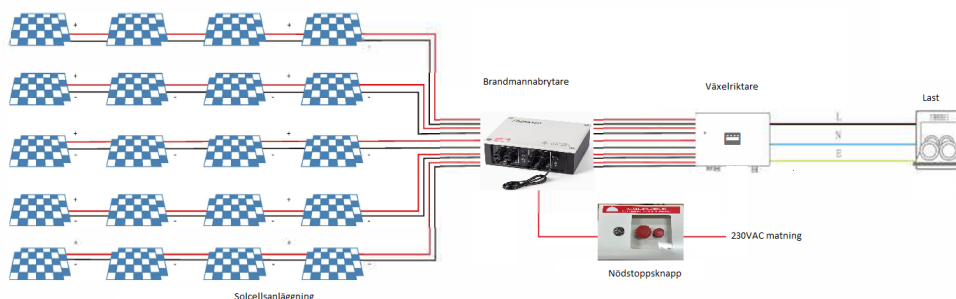 Brandmannabrytare
Växelriktare
Last
L
N
230VAC matning
Nödstoppsknapp
Solcellsanläggning